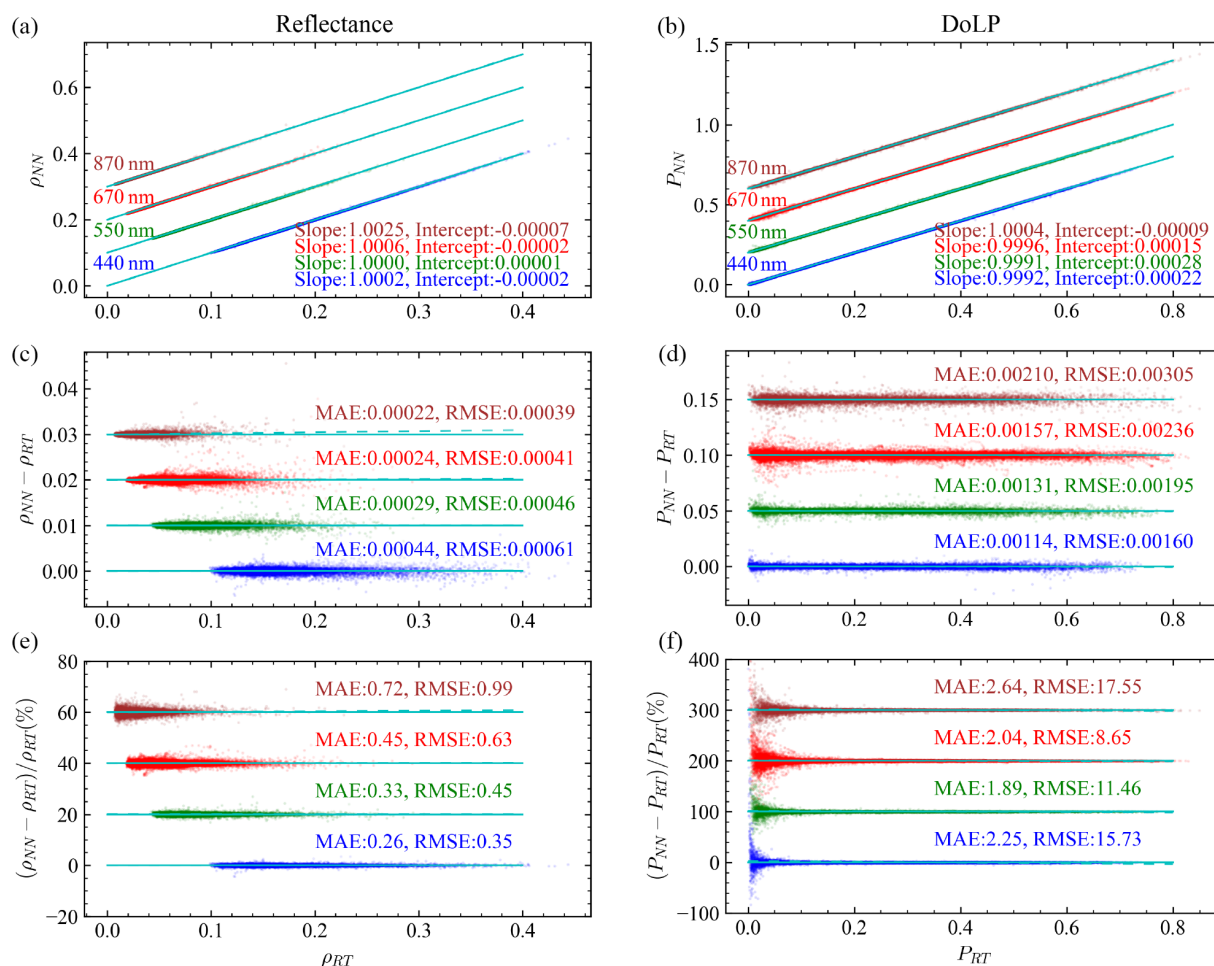 (a)
Reflectance
0.6
0.4
0.2
0.0
ρ_NN
870 nm
670 nm
550 nm
440 nm
Slope:1.0025, Intercept:-0.00007
Slope:1.0006, Intercept:-0.00002
Slope:1.0000, Intercept:0.00001
Slope:1.0002, Intercept:-0.00002
0.0 0.1 0.2 0.3 0.4
(b)
DoLP
1.5
1.0
0.5
0.0
P_NN
870 nm
670 nm
550 nm
440 nm
Slope:1.0004, Intercept:-0.00009
Slope:0.9996, Intercept:0.00015
Slope:0.9991, Intercept:0.00028
Slope:0.9992, Intercept:0.00022
0.0 0.2 0.4 0.6 0.8
(c)
0.04
0.03
0.02
0.01
0.00
ρ_NN − ρ_RT
MAE:0.00022, RMSE:0.00039
MAE:0.00024, RMSE:0.00041
MAE:0.00029, RMSE:0.00046
MAE:0.00044, RMSE:0.00061
0.0 0.1 0.2 0.3 0.4
(d)
0.15
0.10
0.05
0.00
P_NN − P_RT
MAE:0.00210, RMSE:0.00305
MAE:0.00157, RMSE:0.00236
MAE:0.00131, RMSE:0.00195
MAE:0.00114, RMSE:0.00160
0.0 0.2 0.4 0.6 0.8
(e)
80
60
40
20
0
−20
(ρ_NN − ρ_RT)/ρ_RT(%)
MAE:0.72, RMSE:0.99
MAE:0.45, RMSE:0.63
MAE:0.33, RMSE:0.45
MAE:0.26, RMSE:0.35
0.0 0.1 0.2 0.3 0.4
ρ_RT
(f)
400
300
200
100
0
−100
(P_NN − P_RT)/P_RT(%)
MAE:2.64, RMSE:17.55
MAE:2.04, RMSE:8.65
MAE:1.89, RMSE:11.46
MAE:2.25, RMSE:15.73
0.0 0.2 0.4 0.6 0.8
P_RT